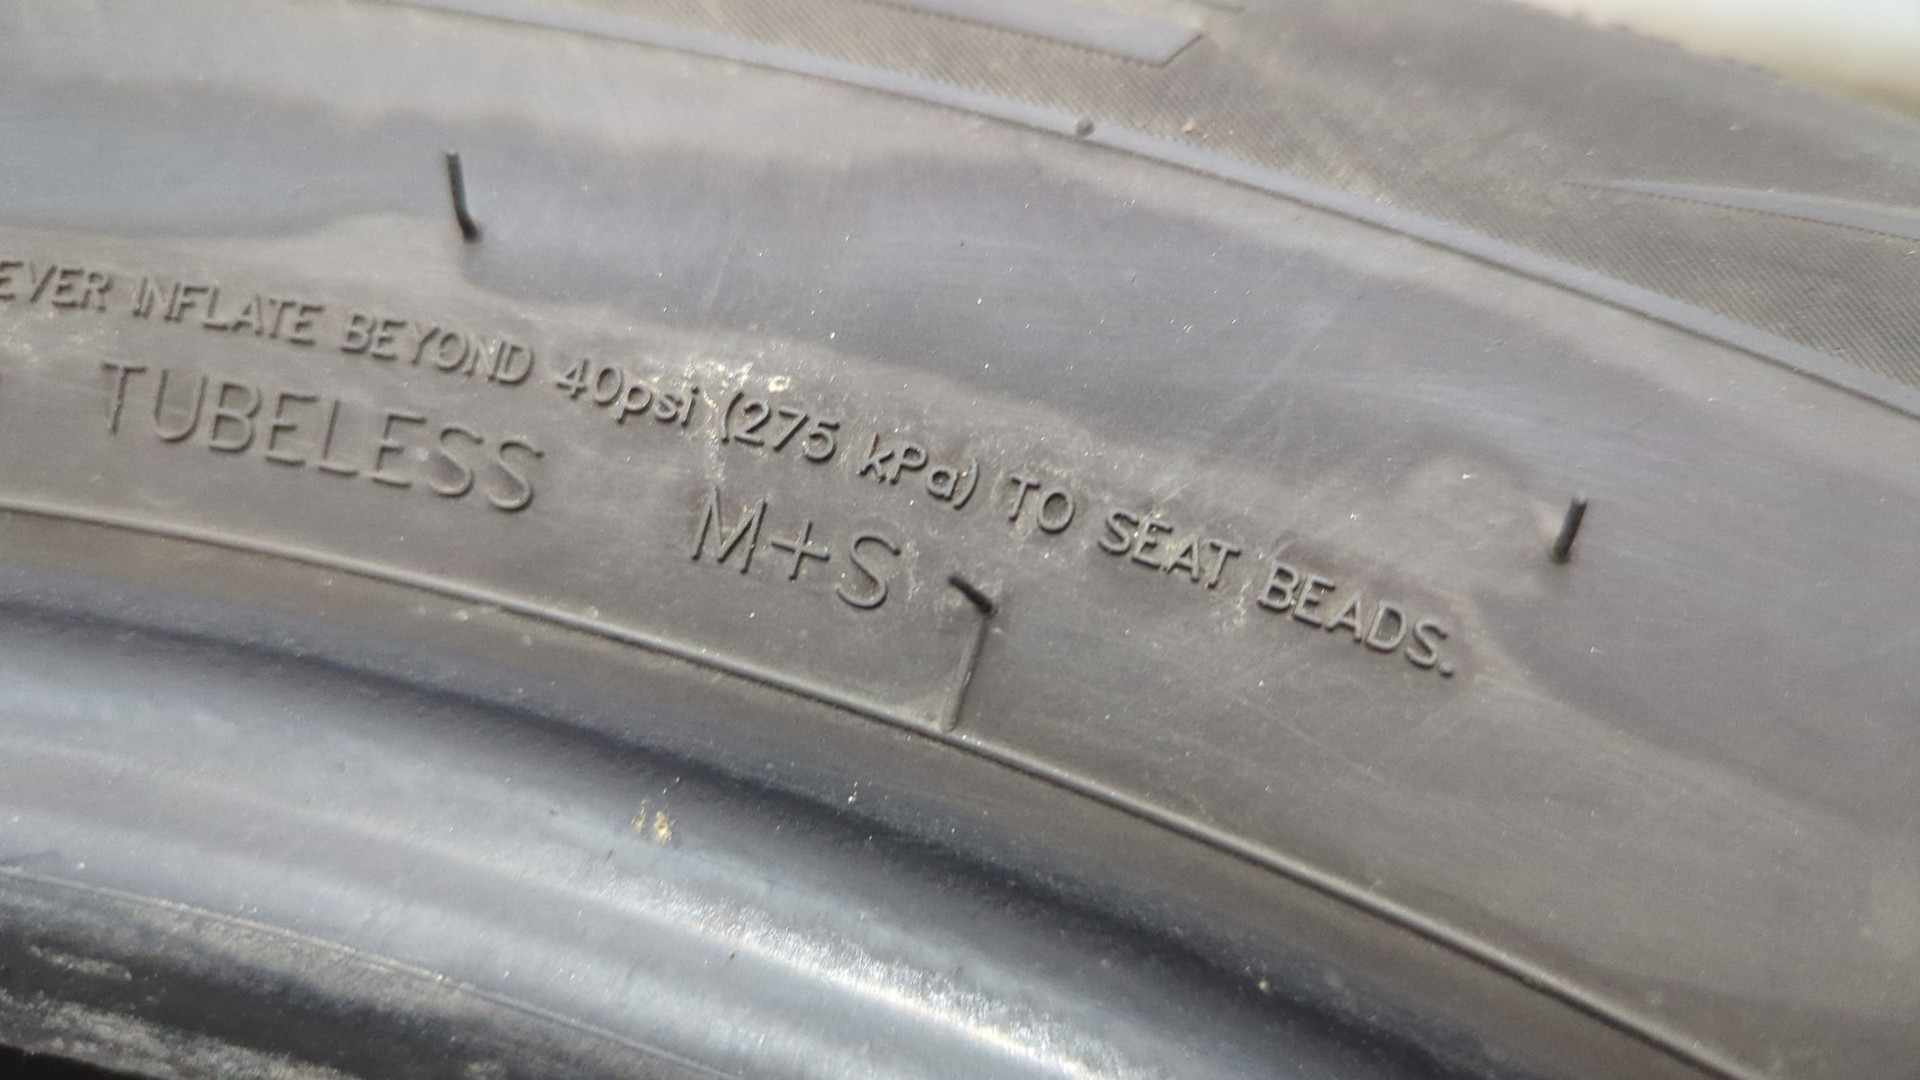 EVER INFLATE BEYOND 40psi (275 kPa) TO SEAT BEADS.
TUBELESS M+S